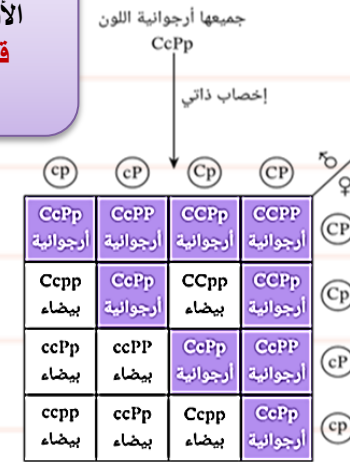 جميعها أرجوانية اللون
CcPp
إخصاب ذاتي
♂
♀
CP Cp cP cp
CP
CCPP CCPp CcPP CcPp
أرجوانية أرجوانية أرجوانية أرجوانية
Cp
CCPp CCpp CcPp Ccpp
أرجوانية بيضاء أرجوانية بيضاء
cP
CcPP CcPp ccPP ccPp
أرجوانية أرجوانية بيضاء بيضاء
cp
CcPp Ccpp ccPp ccpp
أرجوانية بيضاء بيضاء بيضاء